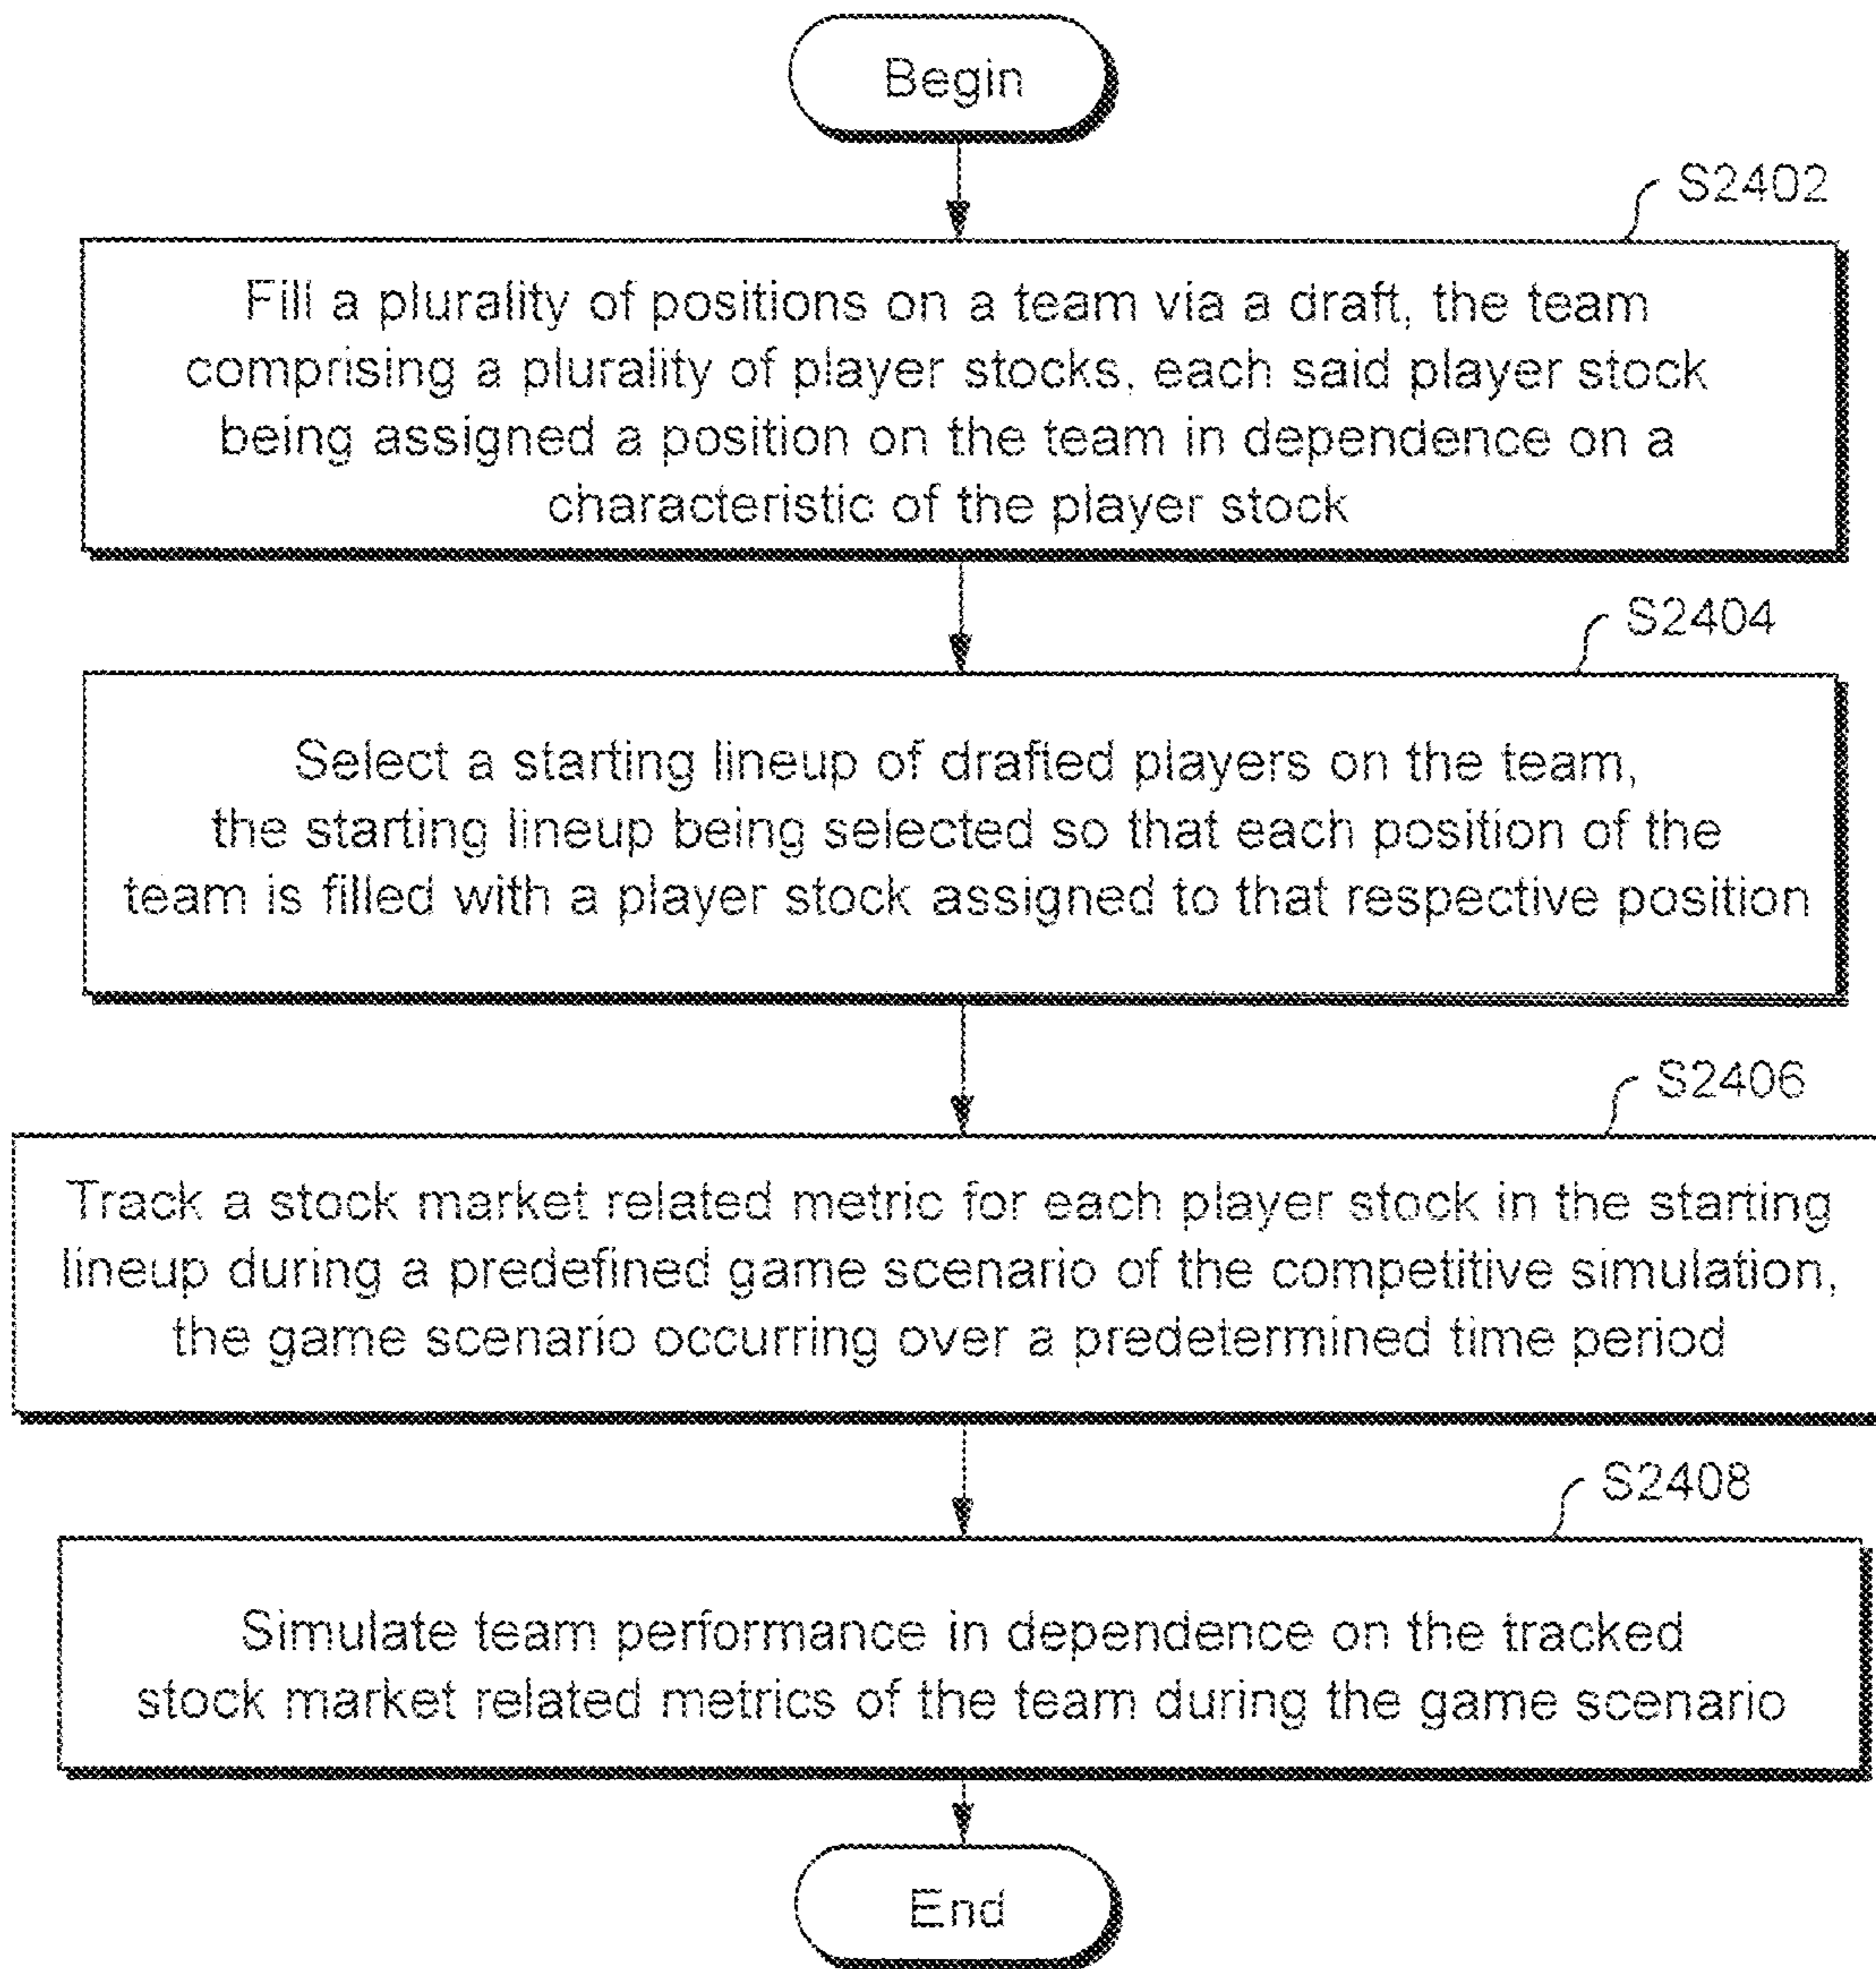 Begin
S2402
Fill a plurality of positions on a team via a draft, the team
comprising a plurality of player stocks, each said player stock
being assigned a position on the team in dependence on a
characteristic of the player stock
S2404
Select a starting lineup of drafted players on the team,
the starting lineup being selected so that each position of the
team is filled with a player stock assigned to that respective position
S2406
Track a stock market related metric for each player stock in the starting
lineup during a predefined game scenario of the competitive simulation,
the game scenario occurring over a predetermined time period
S2408
Simulate team performance in dependence on the tracked
stock market related metrics of the team during the game scenario
End